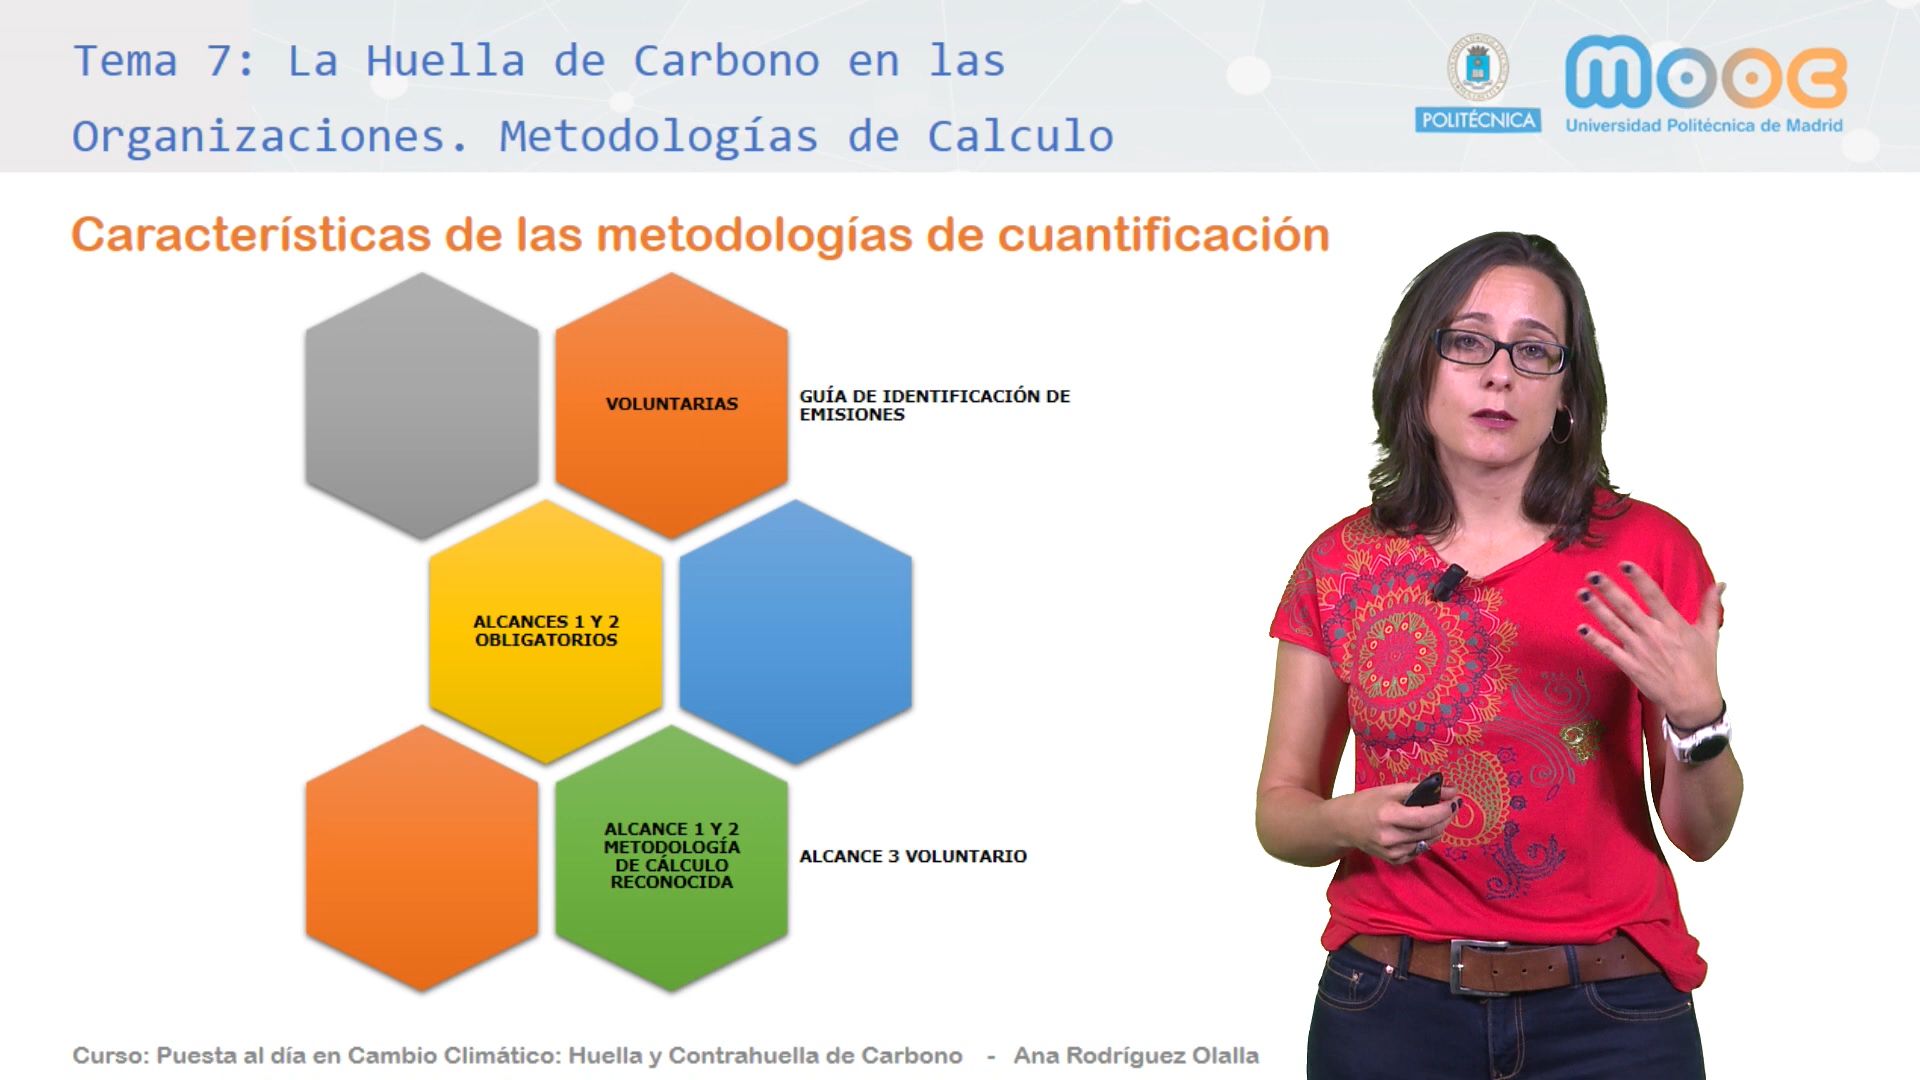 Tema 7: La Huella de Carbono en las
Organizaciones. Metodologías de Calculo
POLITÉCNICA
mooc
Universidad Politécnica de Madrid
Características de las metodologías de cuantificación
VOLUNTARIAS
GUÍA DE IDENTIFICACIÓN DE
EMISIONES
ALCANCES 1 Y 2
OBLIGATORIOS
ALCANCE 1 Y 2
METODOLOGÍA
DE CÁLCULO
RECONOCIDA
ALCANCE 3 VOLUNTARIO
Curso: Puesta al día en Cambio Climático: Huella y Contrahuella de Carbono - Ana Rodríguez Olalla